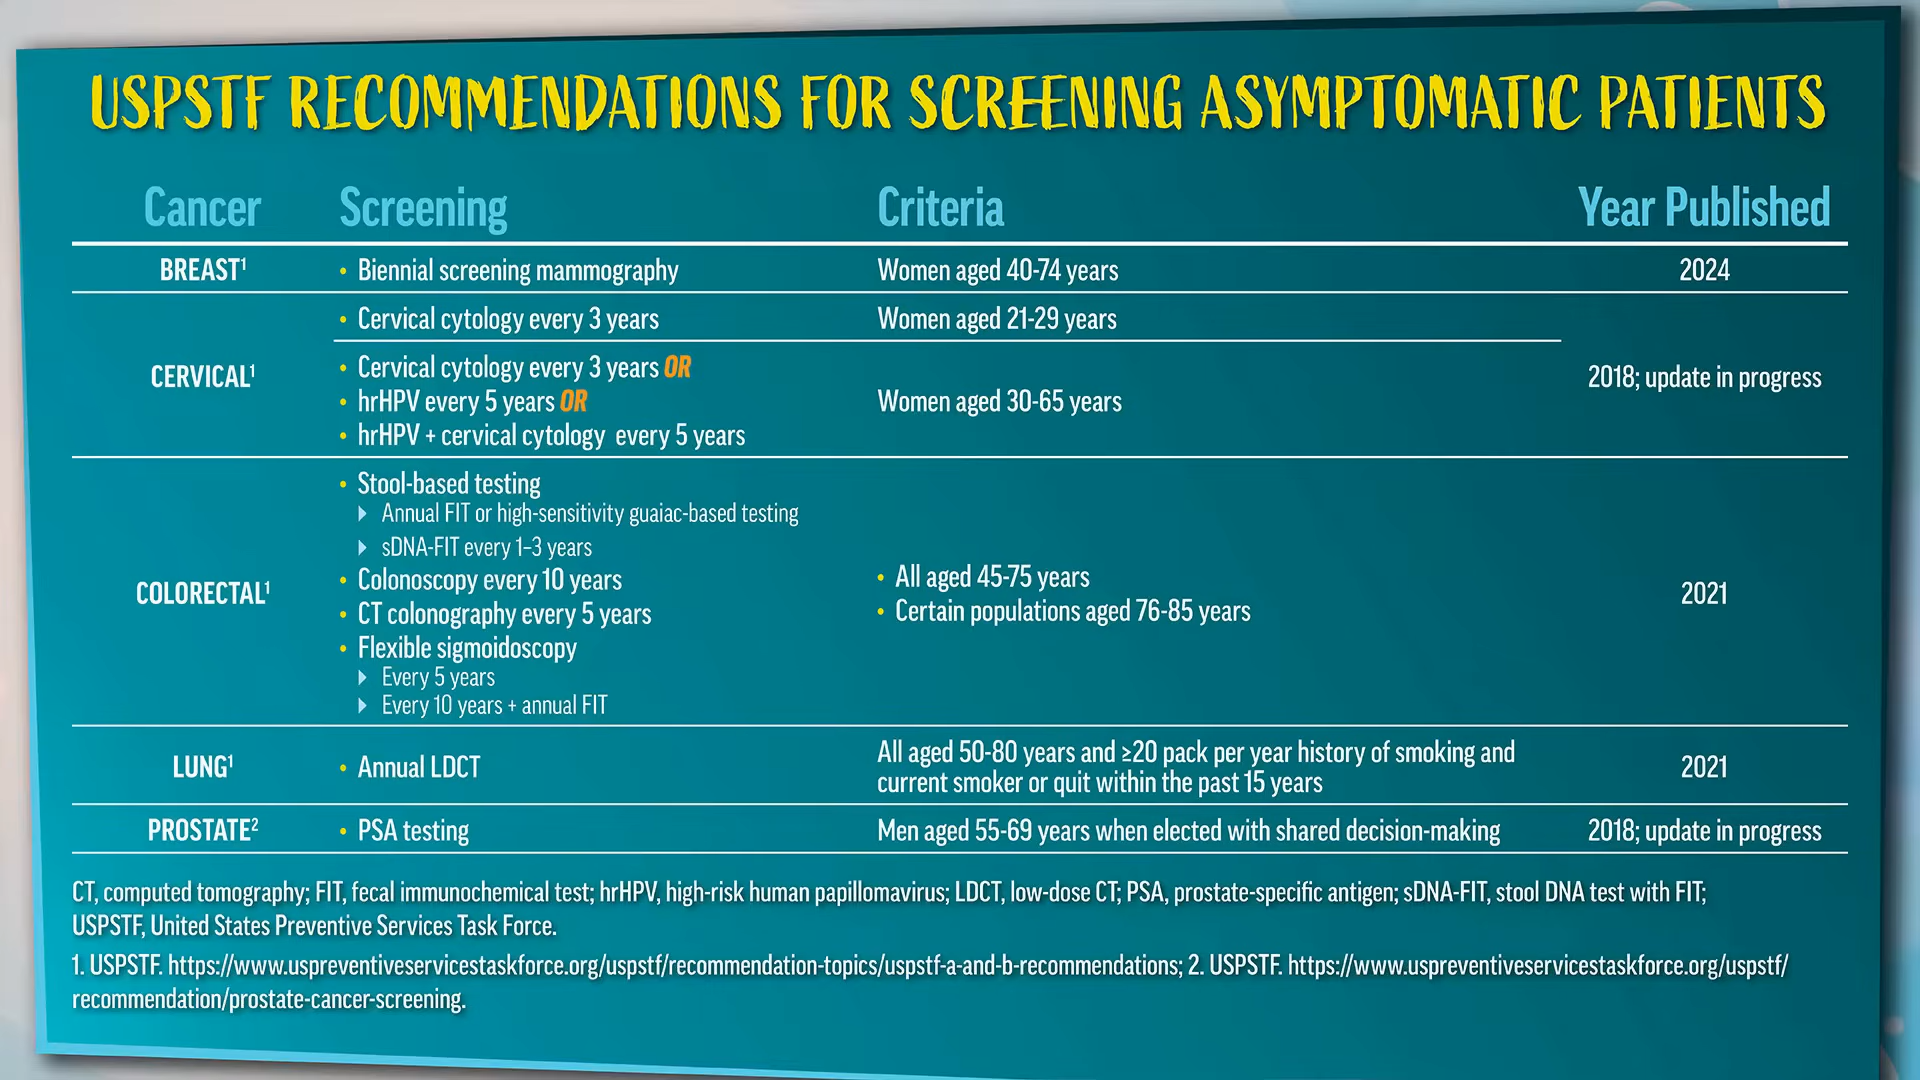 USPSTF RECOMMENDATIONS FOR SCREENING ASYMPTOMATIC PATIENTS
Cancer Screening Criteria Year Published
BREAST¹ • Biennial screening mammography Women aged 40-74 years 2024
• Cervical cytology every 3 years Women aged 21-29 years
CERVICAL¹ 2018; update in progress
• Cervical cytology every 3 years OR
• hrHPV every 5 years OR Women aged 30-65 years
• hrHPV + cervical cytology every 5 years
COLORECTAL¹
• Stool-based testing
Annual FIT or high-sensitivity guaiac-based testing
sDNA-FIT every 1–3 years
• Colonoscopy every 10 years
• CT colonography every 5 years
• Flexible sigmoidoscopy
Every 5 years
Every 10 years + annual FIT
• All aged 45-75 years
• Certain populations aged 76-85 years
2021
LUNG¹ • Annual LDCT
All aged 50-80 years and ≥20 pack per year history of smoking and
current smoker or quit within the past 15 years
2021
PROSTATE² • PSA testing Men aged 55-69 years when elected with shared decision-making 2018; update in progress
CT, computed tomography; FIT, fecal immunochemical test; hrHPV, high-risk human papillomavirus; LDCT, low-dose CT; PSA, prostate-specific antigen; sDNA-FIT, stool DNA test with FIT;
USPSTF, United States Preventive Services Task Force.
1. USPSTF. https://www.uspreventiveservicestaskforce.org/uspstf/recommendation-topics/uspstf-a-and-b-recommendations; 2. USPSTF. https://www.uspreventiveservicestaskforce.org/uspstf/
recommendation/prostate-cancer-screening.